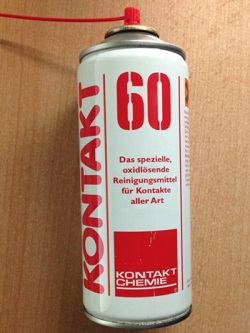 KONTAKT
60
Das spezielle,
oxidlösende
Reinigungsmittel
für Kontakte
aller Art
KONTAKT
CHEMIE